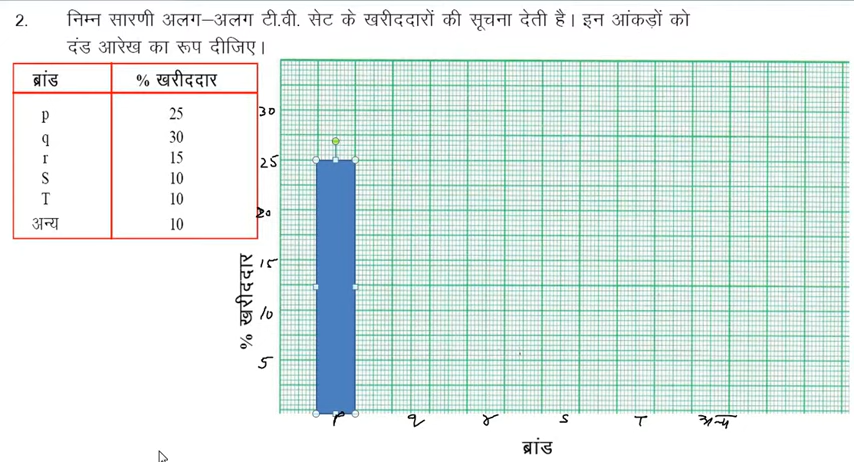 2. निम्न सारणी अलग–अलग टी.वी. सेट के खरीददारों की सूचना देती है। इन आंकड़ों को
दंड आरेख का रूप दीजिए।
ब्रांड % खरीददार
p 25
q 30
r 15
S 10
T 10
अन्य 10
30
25
20
15
10
5
% खरीददार
P q r S T अन्य
ब्रांड